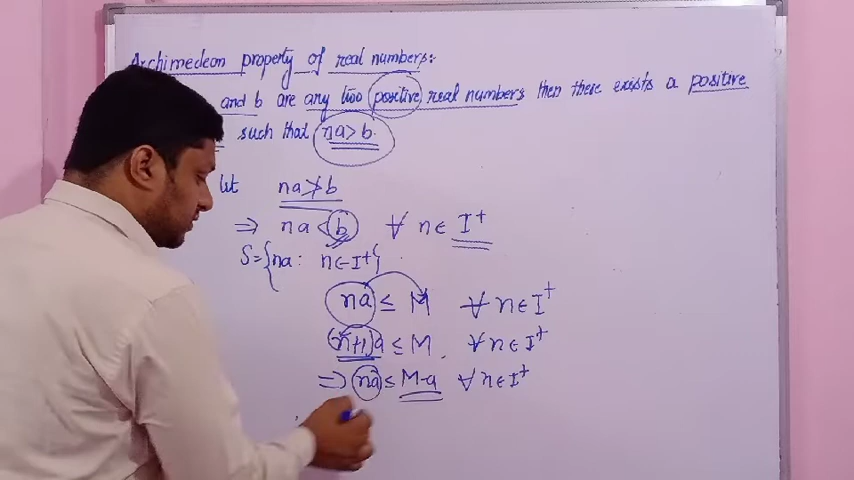 Archimedean property of real numbers:
and b are any two positive real numbers then there exists a positive
such that na>b.
let na≯b
⇒ na<b ∀ n∈I⁺
S={na: n∈I⁺}
na ≤ M ∀ n∈I⁺
(n+1)a ≤ M. ∀ n∈I⁺
⇒ na ≤ M-a ∀ n∈I⁺